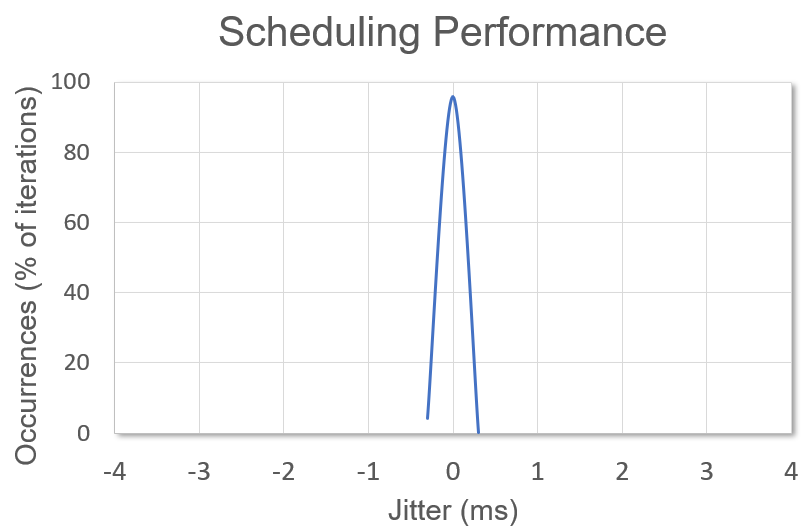 Scheduling Performance
Occurrences (% of iterations)
100
80
60
40
20
0
-4 -3 -2 -1 0 1 2 3 4
Jitter (ms)